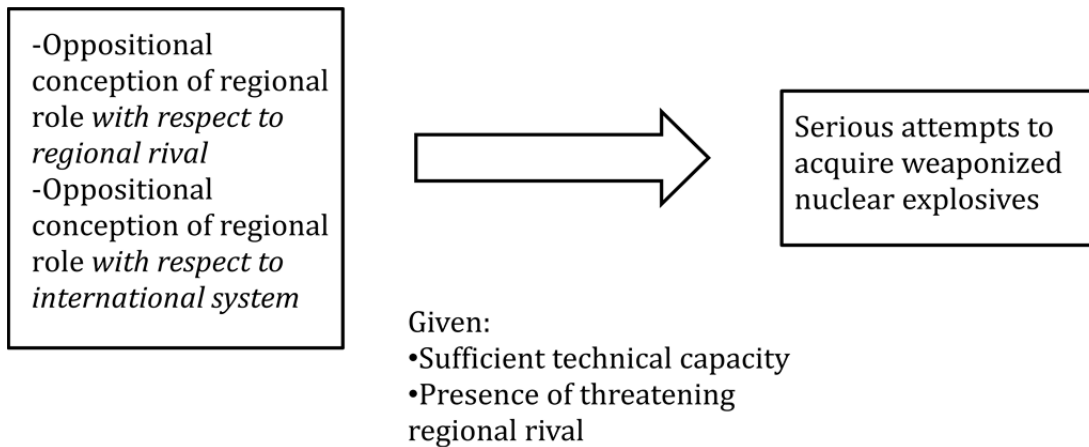 -Oppositional
conception of regional
role with respect to
regional rival
-Oppositional
conception of regional
role with respect to
international system
Serious attempts to
acquire weaponized
nuclear explosives
Given:
•Sufficient technical capacity
•Presence of threatening
regional rival